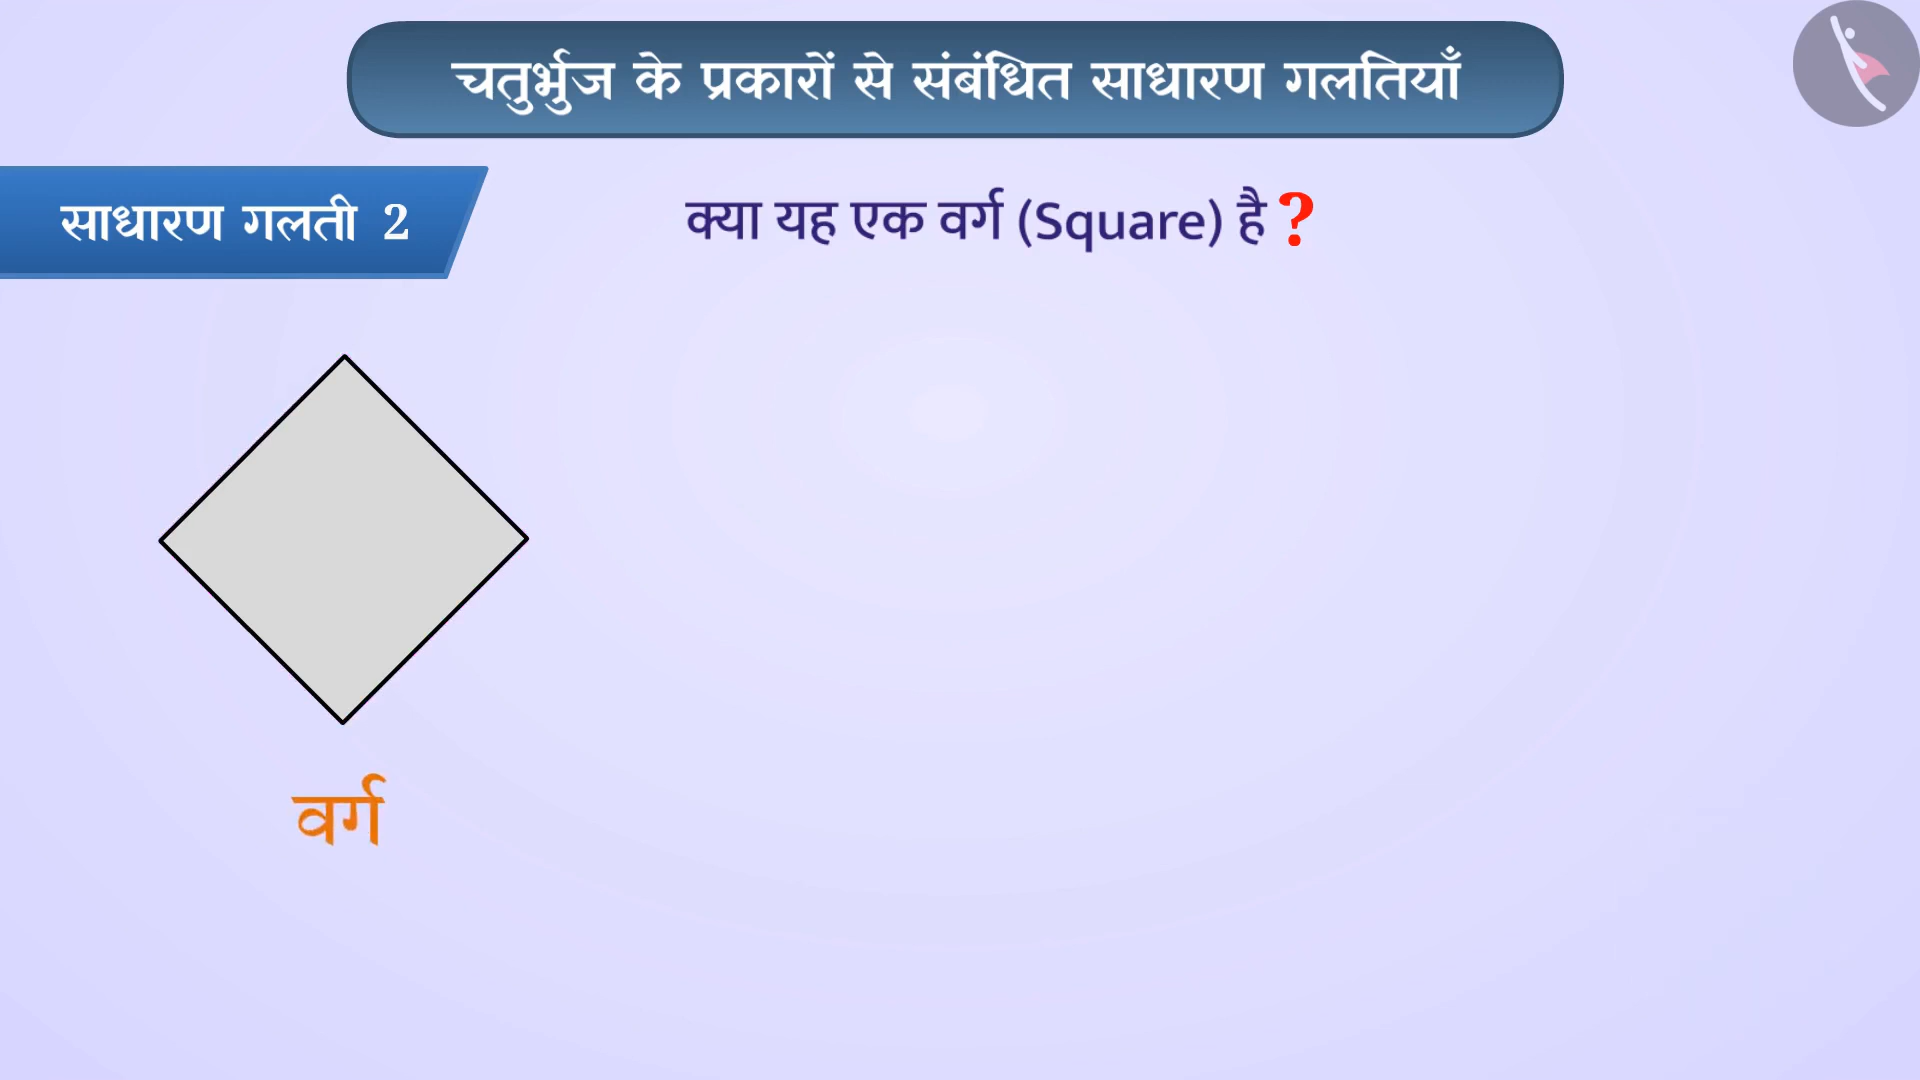 चतुर्भुज के प्रकारों से संबंधित साधारण गलतियाँ
साधारण गलती 2
क्या यह एक वर्ग (Square) है ?
वर्ग